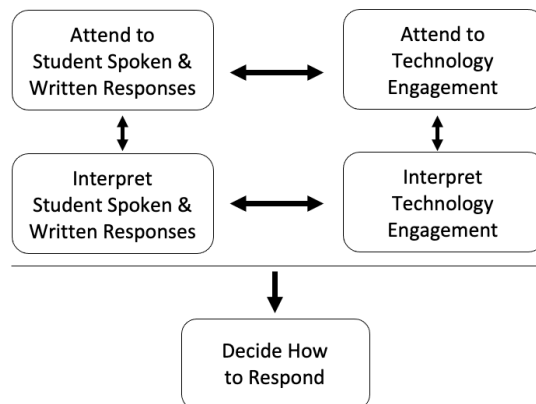 Attend to
Student Spoken &
Written Responses
Attend to
Technology
Engagement
Interpret
Student Spoken &
Written Responses
Interpret
Technology
Engagement
Decide How
to Respond